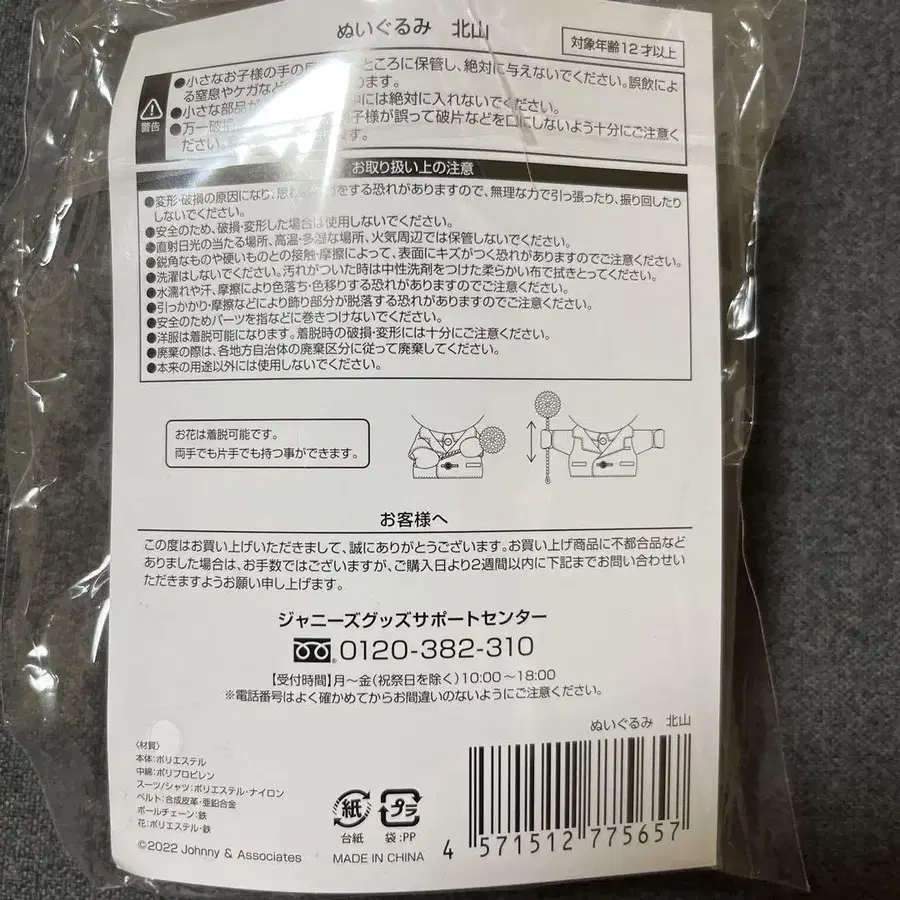 ぬいぐるみ 北山
対象年齢12才以上
警告
●小さなお子様の手の ところに保管し、絶対に与えないでください。誤飲によ
る窒息やケガなど ります。
●小さな部品が 中には絶対に入れないでください。
●万一破 子様が誤って破片などを口にしないよう十分にご注意く
ださい。 ます。
お取り扱い上の注意
●変形・破損の原因になり、思わ をする恐れがありますので、無理な力で引っ張ったり、振り回したり
しないでください。
●安全のため、破損・変形した場合は使用しないでください。
●直射日光の当たる場所、高温・多湿な場所、火気周辺では保管しないでください。
●鋭角なものや硬いものとの接触・摩擦によって、表面にキズがつく恐れがありますのでご注意ください。
●洗濯はしないでください。汚れがついた時は中性洗剤をつけた柔らかい布で拭きとってください。
●水濡れや汗、摩擦により色落ち・色移りする恐れがありますのでご注意ください。
●引っかかり・摩擦などにより飾り部分が脱落する恐れがありますのでご注意ください。
●安全のためパーツを指などに巻きつけないでください。
●洋服は着脱可能になります。着脱時の破損・変形には十分にご注意ください。
●廃棄の際は、各地方自治体の廃棄区分に従って廃棄してください。
●本来の用途以外には使用しないでください。
お花は着脱可能です。
両手でも片手でも持つ事ができます。
お客様へ
この度はお買い上げいただきまして、誠にありがとうございます。お買い上げ商品に不都合品など
ありました場合は、お手数ではございますが、ご購入日より2週間以内に下記までお問い合わせい
ただきますようお願い申し上げます。
ジャニーズグッズサポートセンター
0120-382-310
【受付時間】月〜金(祝祭日を除く)10:00〜18:00
※電話番号はよく確かめてからお間違いのないようにご注意ください。
ぬいぐるみ 北山
〈材質〉
本体:ポリエステル
中綿:ポリプロピレン
スーツ/シャツ:ポリエステル・ナイロン
ベルト:合成皮革・亜鉛合金
ボールチェーン:鉄
花:ポリエステル・鉄
©2022 Johnny & Associates
紙
台紙
プラ
袋:PP
MADE IN CHINA
4 571512 775657